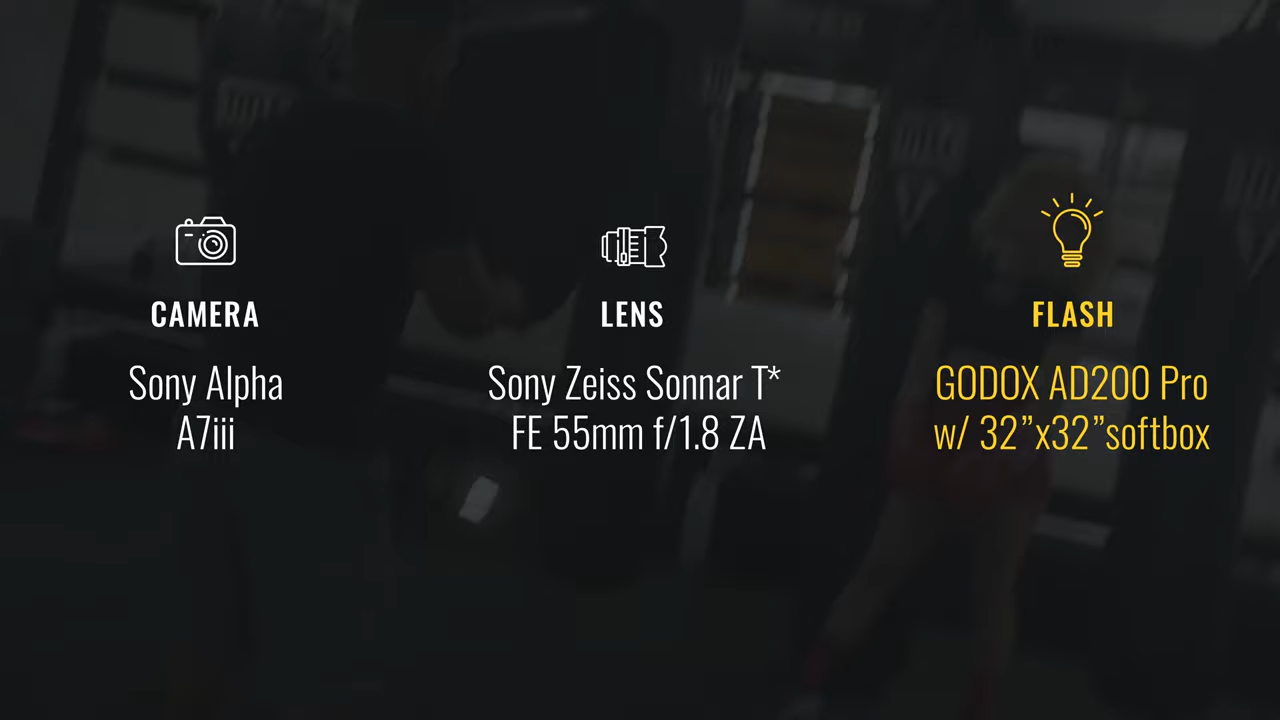 CAMERA
Sony Alpha
A7iii
LENS
Sony Zeiss Sonnar T*
FE 55mm f/1.8 ZA
FLASH
GODOX AD200 Pro
w/ 32”x32”softbox